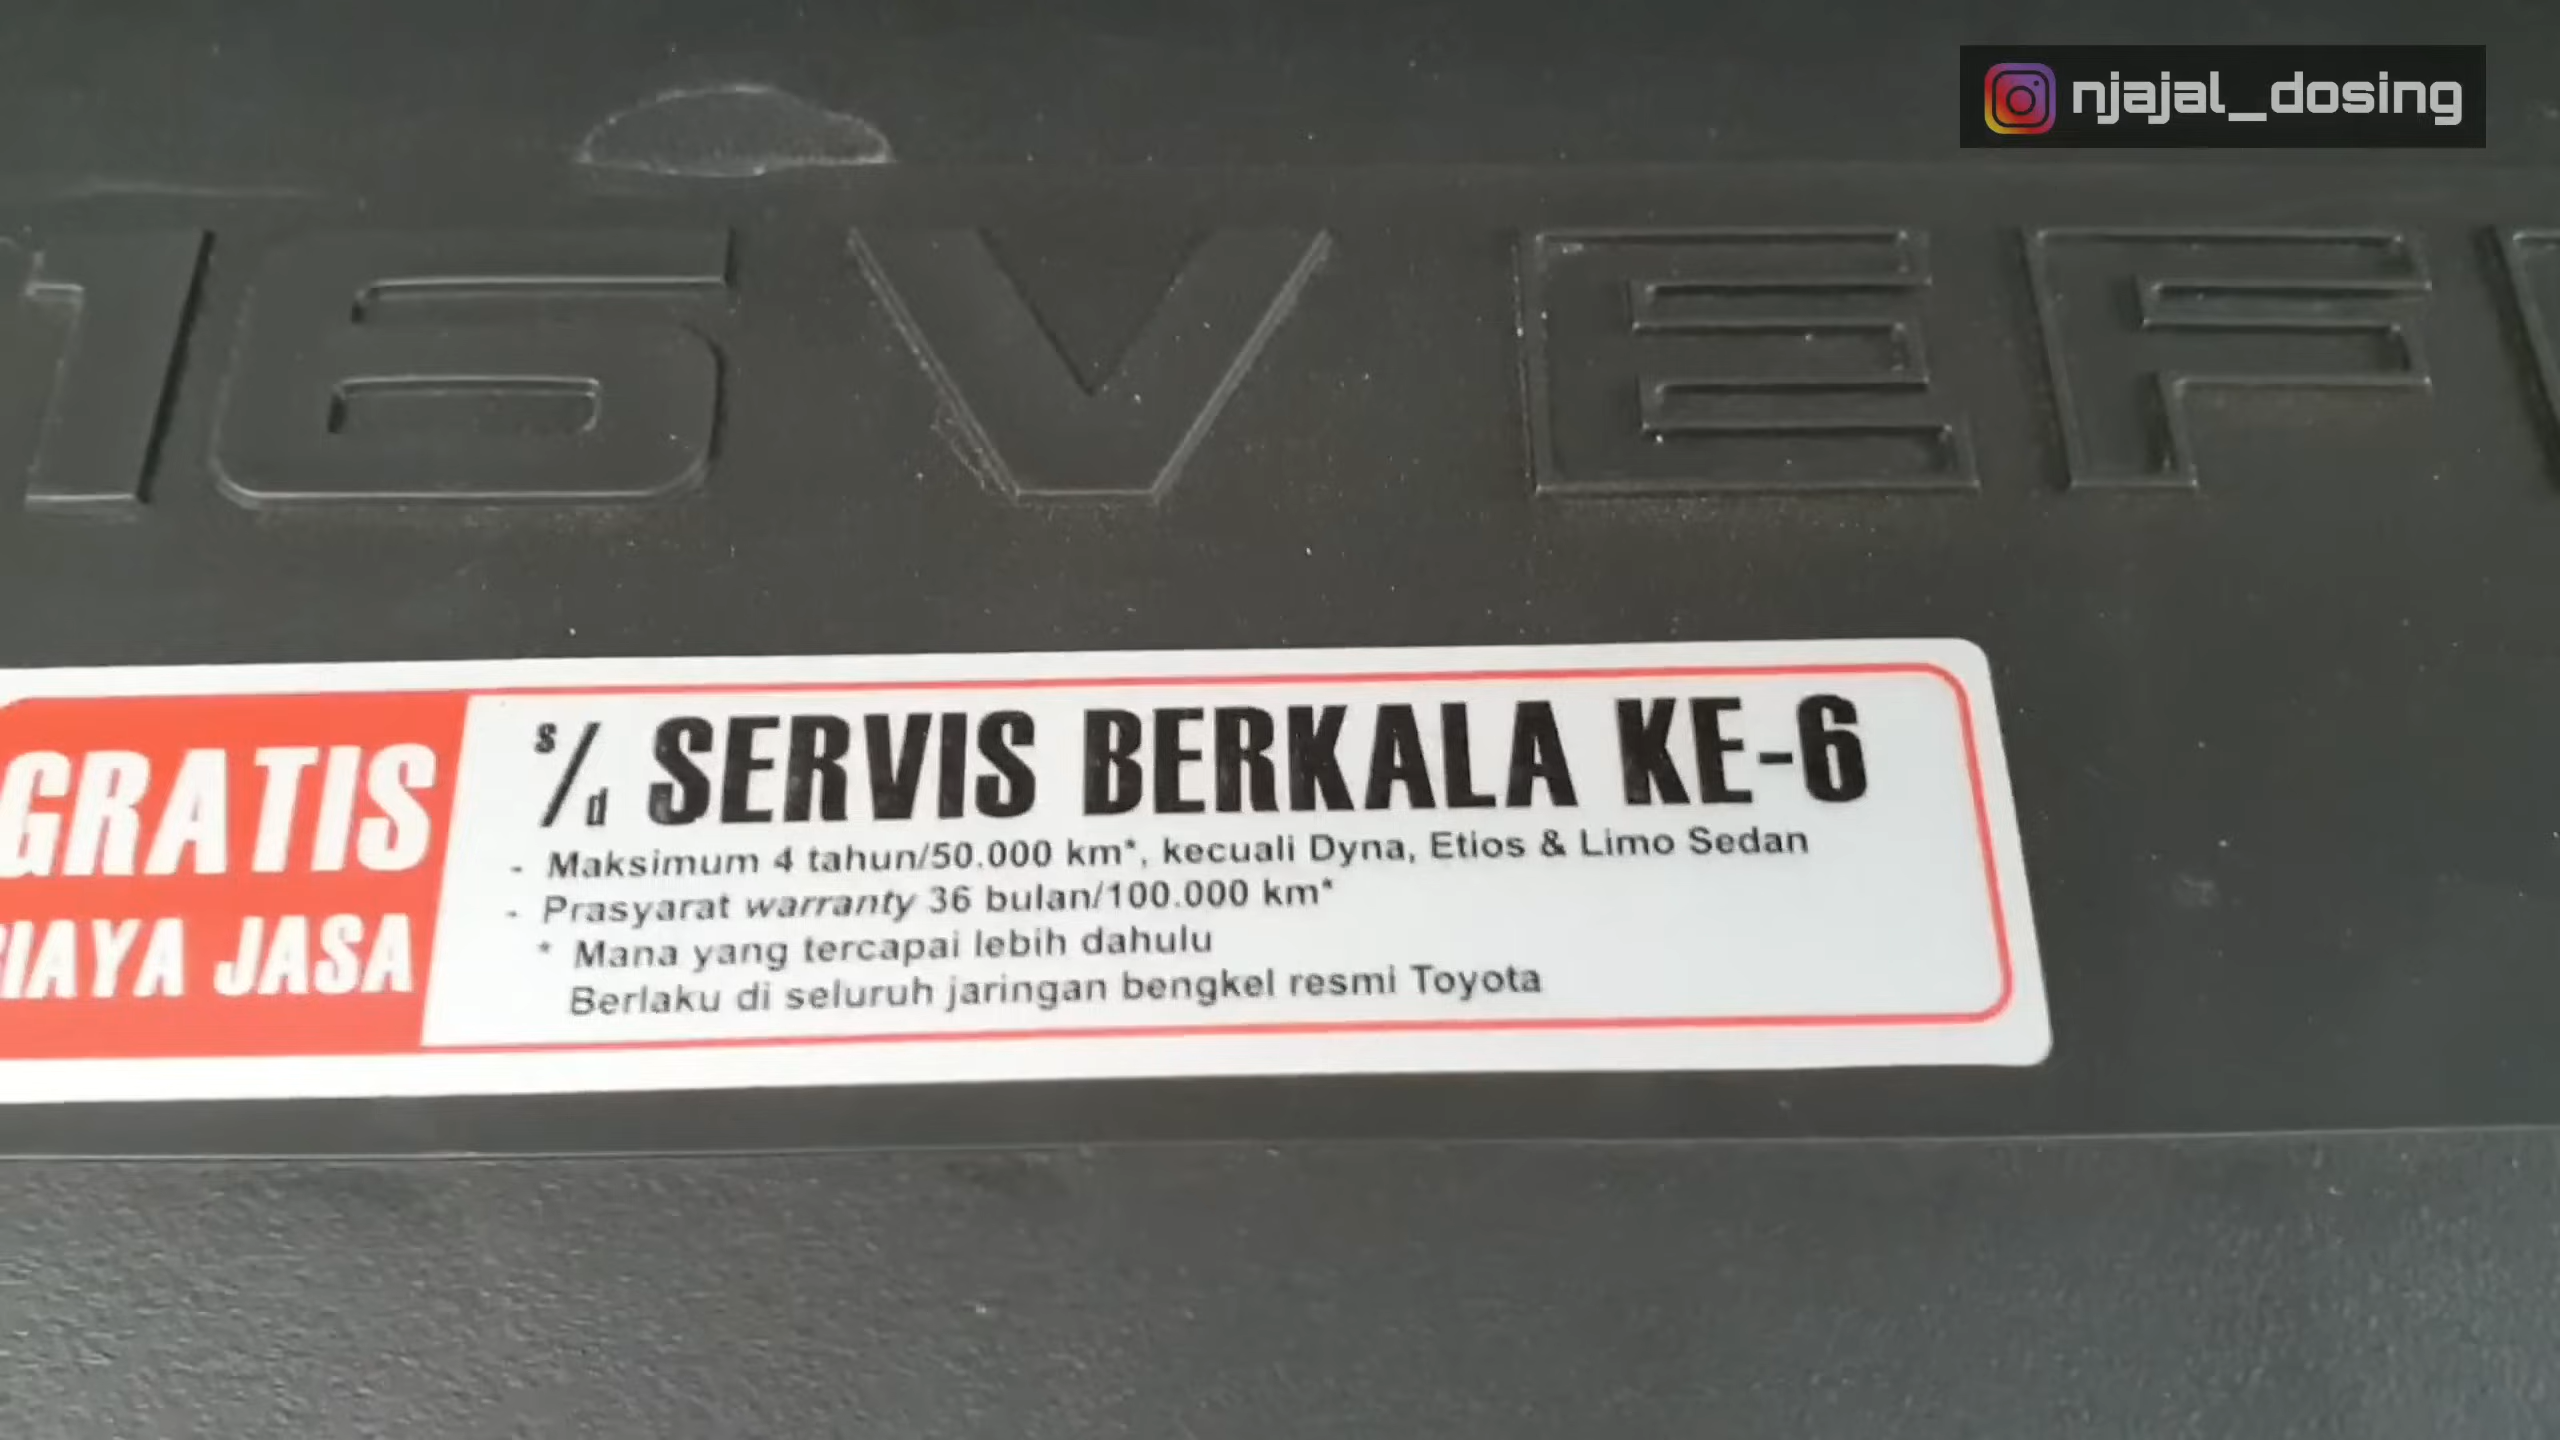 njajal_dosing
16V EF
GRATIS
BIAYA JASA
s/d SERVIS BERKALA KE-6
- Maksimum 4 tahun/50.000 km*, kecuali Dyna, Etios & Limo Sedan
- Prasyarat warranty 36 bulan/100.000 km*
* Mana yang tercapai lebih dahulu
Berlaku di seluruh jaringan bengkel resmi Toyota